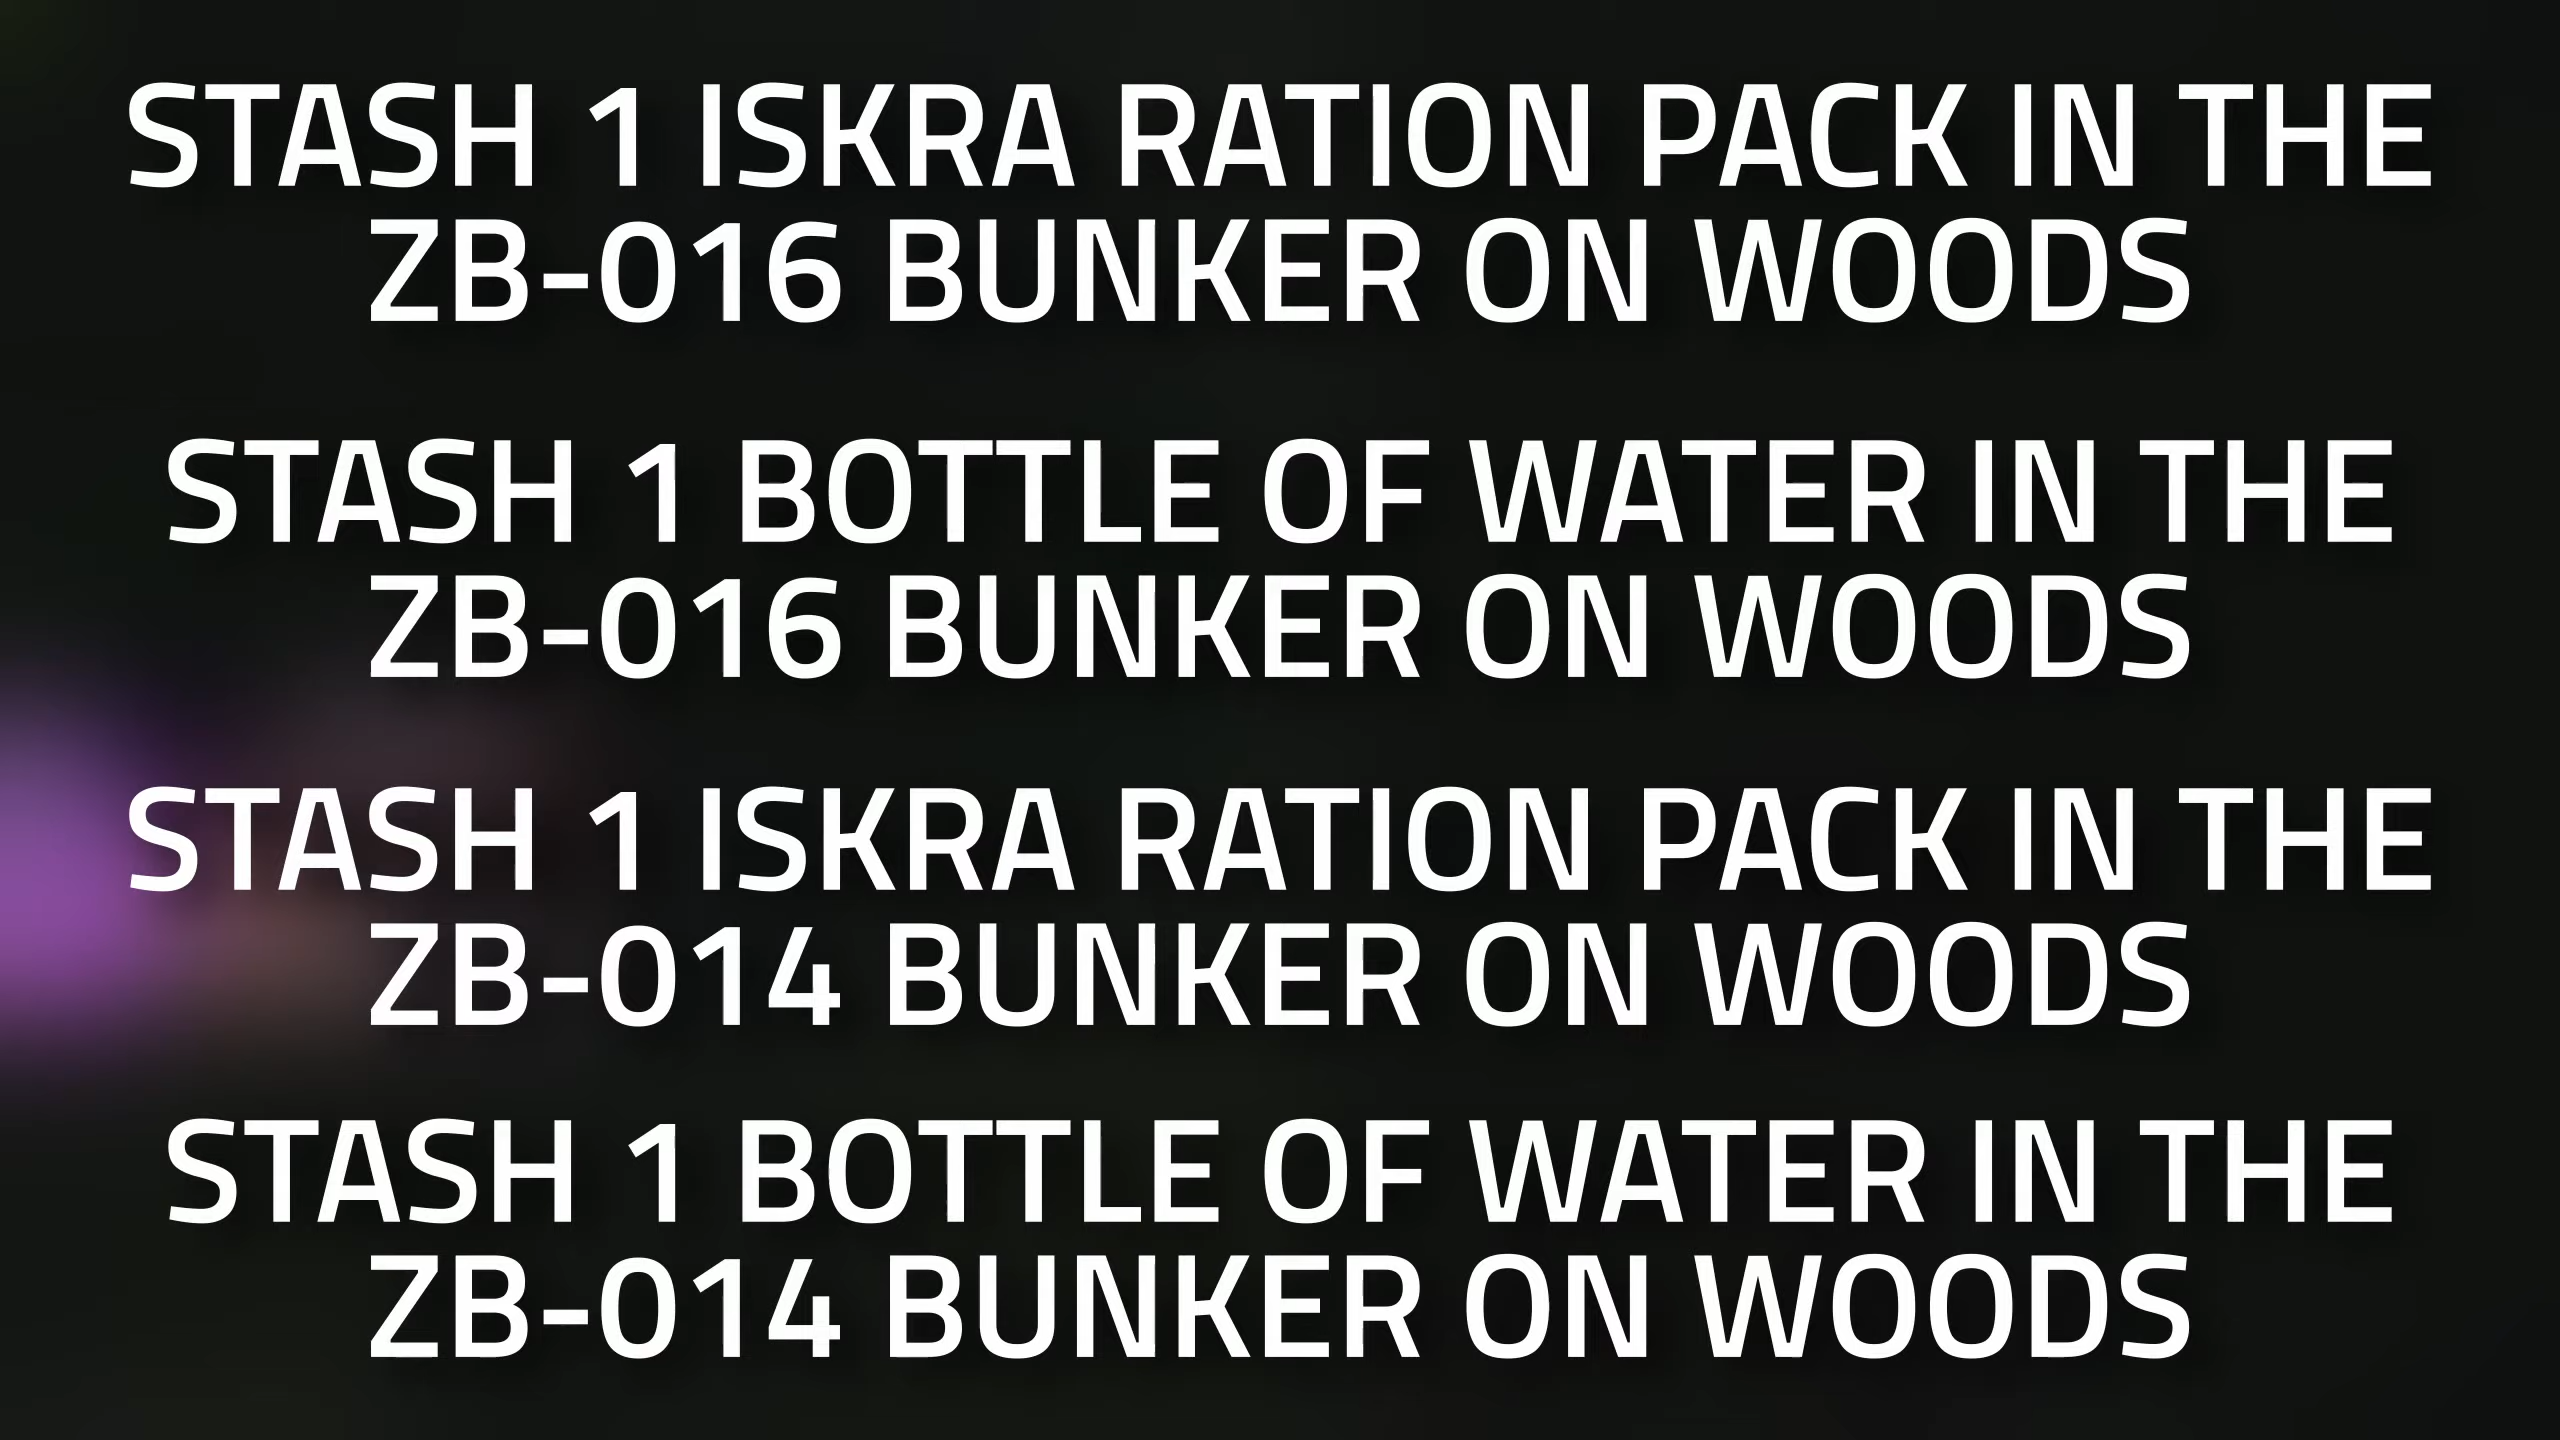 STASH 1 ISKRA RATION PACK IN THE
ZB-016 BUNKER ON WOODS
STASH 1 BOTTLE OF WATER IN THE
ZB-016 BUNKER ON WOODS
STASH 1 ISKRA RATION PACK IN THE
ZB-014 BUNKER ON WOODS
STASH 1 BOTTLE OF WATER IN THE
ZB-014 BUNKER ON WOODS